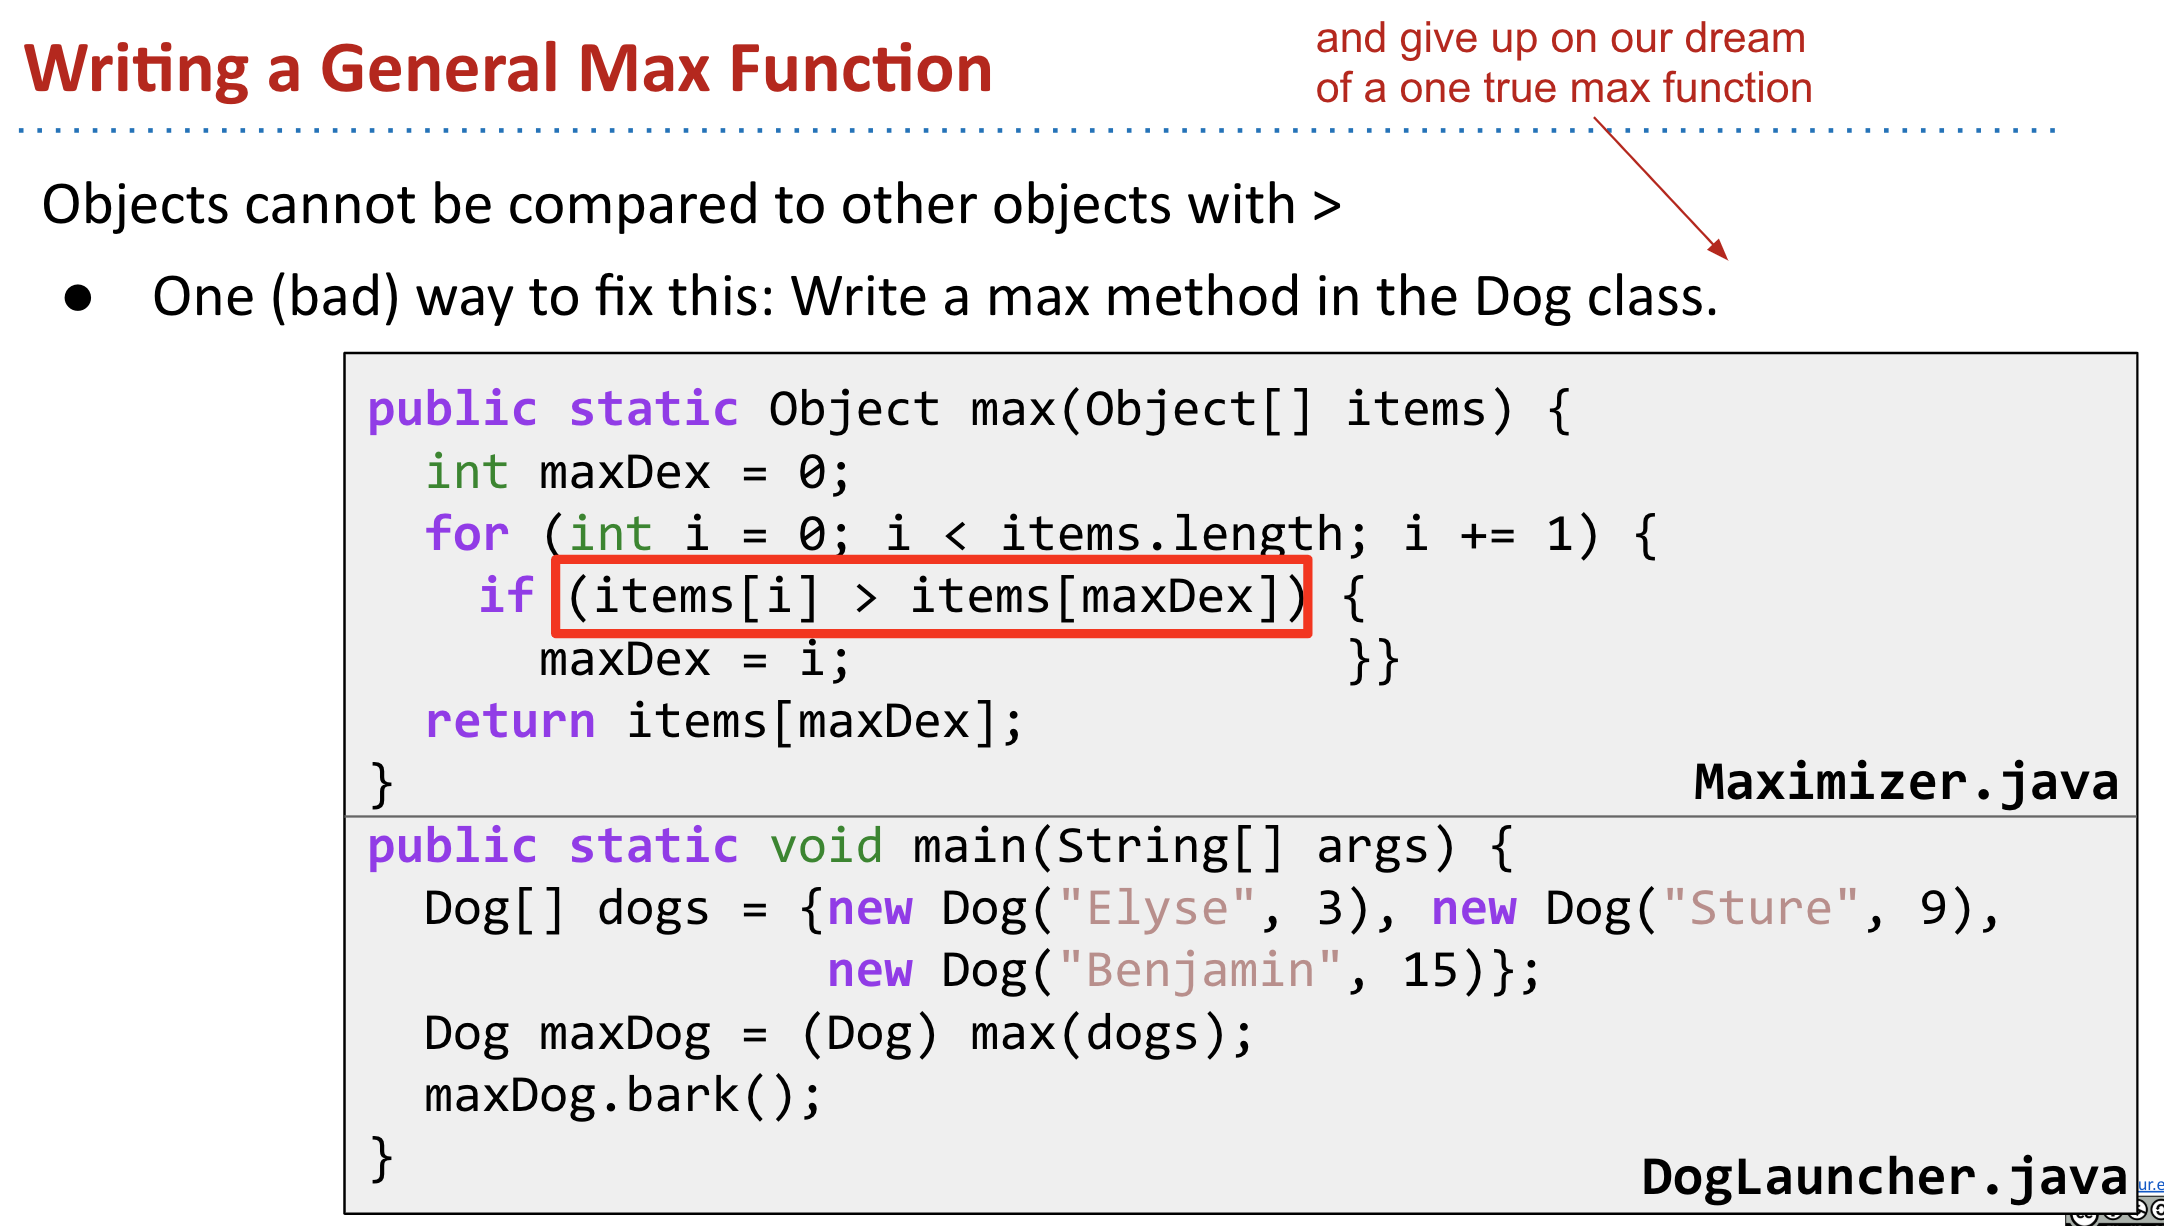 Writing a General Max Function
and give up on our dream
of a one true max function
Objects cannot be compared to other objects with >
● One (bad) way to fix this: Write a max method in the Dog class.
public static Object max(Object[] items) {
int maxDex = 0;
for (int i = 0; i < items.length; i += 1) {
if (items[i] > items[maxDex]) {
maxDex = i; }}
return items[maxDex];
}
Maximizer.java
public static void main(String[] args) {
Dog[] dogs = {new Dog("Elyse", 3), new Dog("Sture", 9),
new Dog("Benjamin", 15)};
Dog maxDog = (Dog) max(dogs);
maxDog.bark();
}
DogLauncher.java